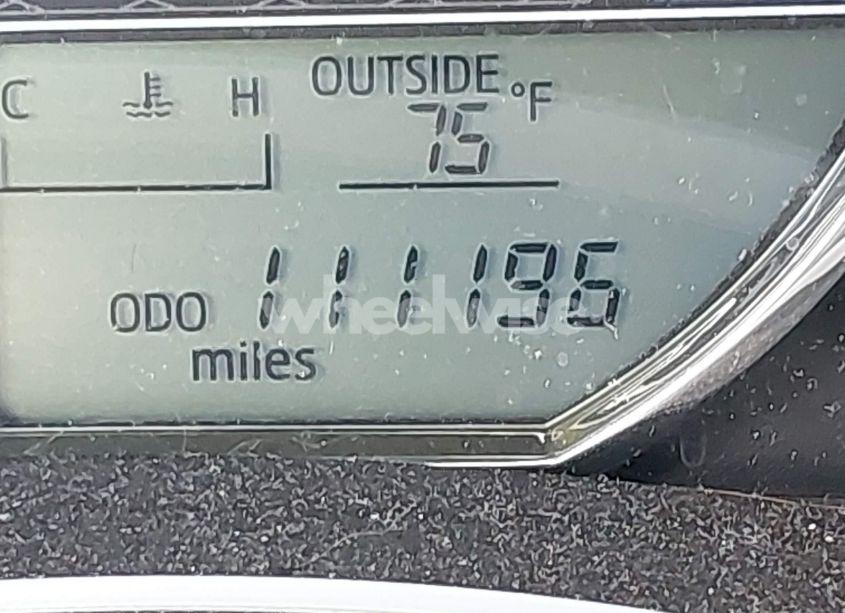 C H OUTSIDE °F
75
ODO 111196
miles
wheelwise